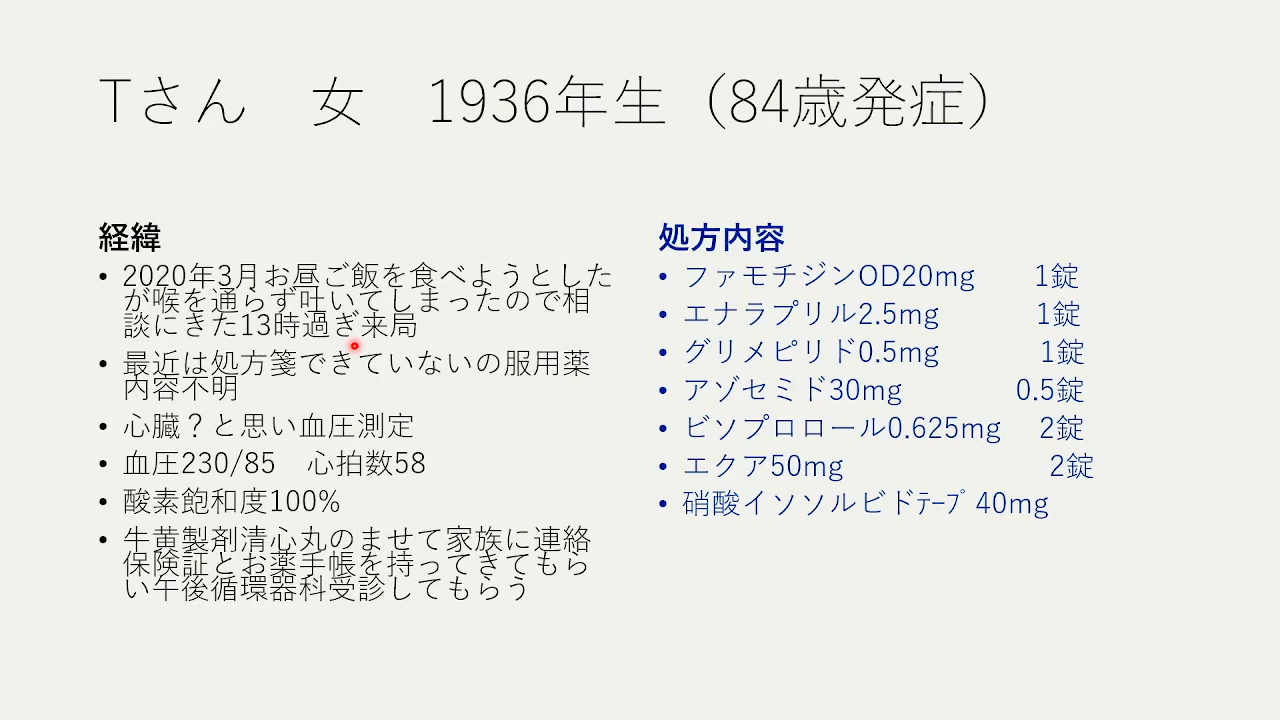 Tさん　女　1936年生（84歳発症）
経緯
• 2020年3月お昼ご飯を食べようとした
が喉を通らず吐いてしまったので相
談にきた13時過ぎ来局
• 最近は処方箋できていないの服用薬
内容不明
• 心臓？と思い血圧測定
• 血圧230/85　心拍数58
• 酸素飽和度100%
• 牛黄製剤清心丸のませて家族に連絡
保険証とお薬手帳を持ってきてもら
い午後循環器科受診してもらう
処方内容
• ファモチジンOD20mg　　1錠
• エナラプリル2.5mg　　　1錠
• グリメピリド0.5mg　　　1錠
• アゾセミド30mg　　　　0.5錠
• ビソプロロール0.625mg　2錠
• エクア50mg　　　　　　2錠
• 硝酸イソソルビドﾃｰﾌﾟ 40mg